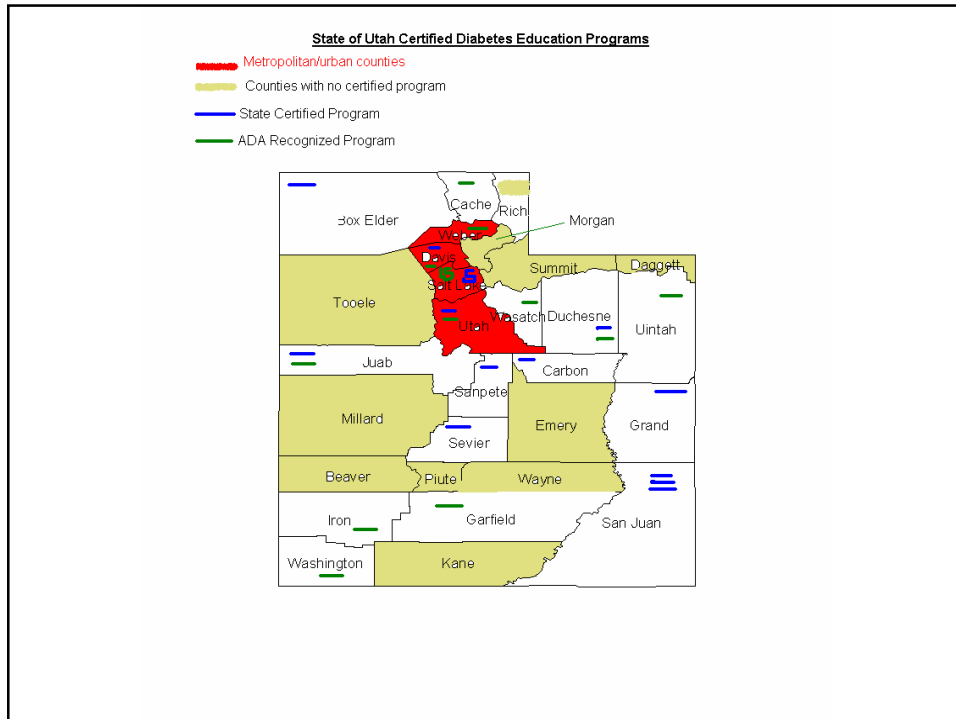 State of Utah Certified Diabetes Education Programs
Metropolitan/urban counties
Counties with no certified program
State Certified Program
ADA Recognized Program
Cache
Rich
Box Elder
Morgan
Weber
Davis
Summit
Daggett
5
Salt Lake
Tooele
Wasatch
Duchesne
Utah
Uintah
Juab
Carbon
Sanpete
Millard
Emery
Grand
Sevier
Beaver
Piute
Wayne
Iron
Garfield
San Juan
Washington
Kane